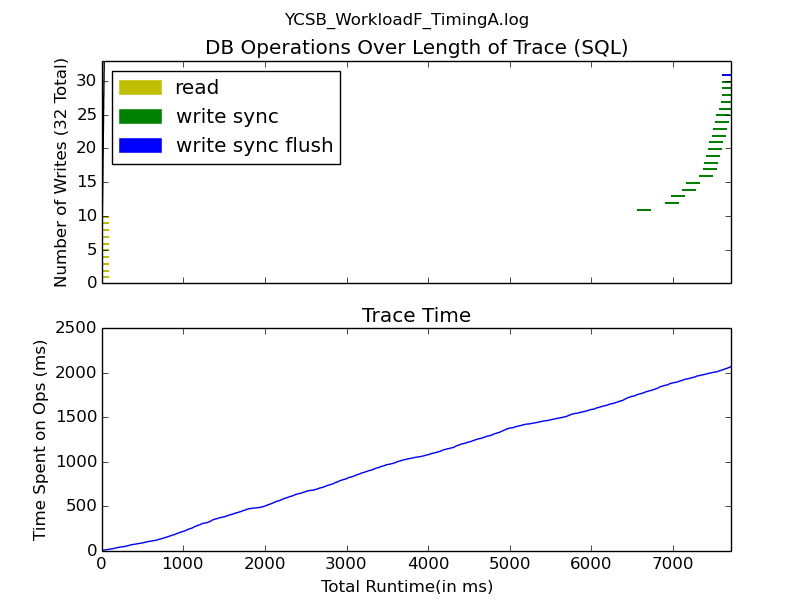 YCSB_WorkloadF_TimingA.log
DB Operations Over Length of Trace (SQL)
Number of Writes (32 Total)
30
25
20
15
10
5
0
read
write sync
write sync flush
Trace Time
Time Spent on Ops (ms)
2500
2000
1500
1000
500
0
0 1000 2000 3000 4000 5000 6000 7000
Total Runtime(in ms)